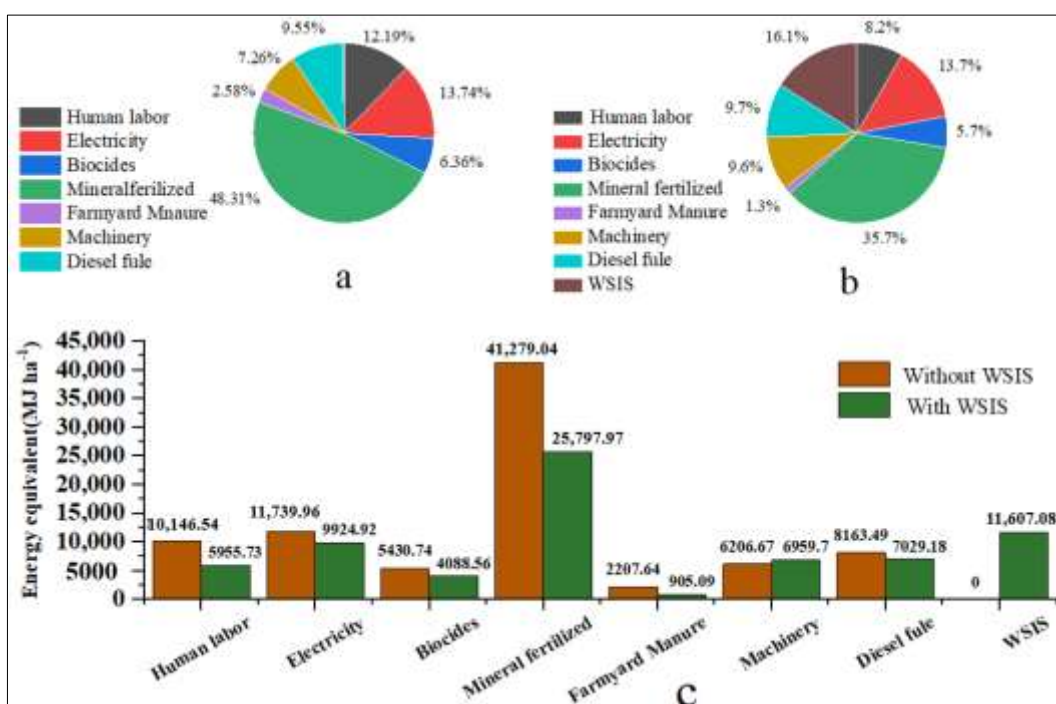 9.55%
12.19%
7.26%
13.74%
2.58%
6.36%
48.31%
Human labor
Electricity
Biocides
Mineralferilized
Farmyard Mnaure
Machinery
Diesel fule
a
16.1%
8.2%
13.7%
9.7%
5.7%
9.6%
1.3%
35.7%
Human labor
Electricity
Biocides
Mineral fertilized
Farmyard Manure
Machinery
Diesel fule
WSIS
b
Energy equivalent(MJ ha⁻¹)
45,000
40,000
35,000
30,000
25,000
20,000
15,000
10,000
5000
0
Without WSIS
With WSIS
10,146.54
5955.73
11,739.96
9924.92
5430.74
4088.56
41,279.04
25,797.97
2207.64
905.09
6206.67
6959.7
8163.49
7029.18
0
11,607.08
Human labor
Electricity
Biocides
Mineral fertilized
Farmyard Manure
Machinery
Diesel fule
WSIS
c